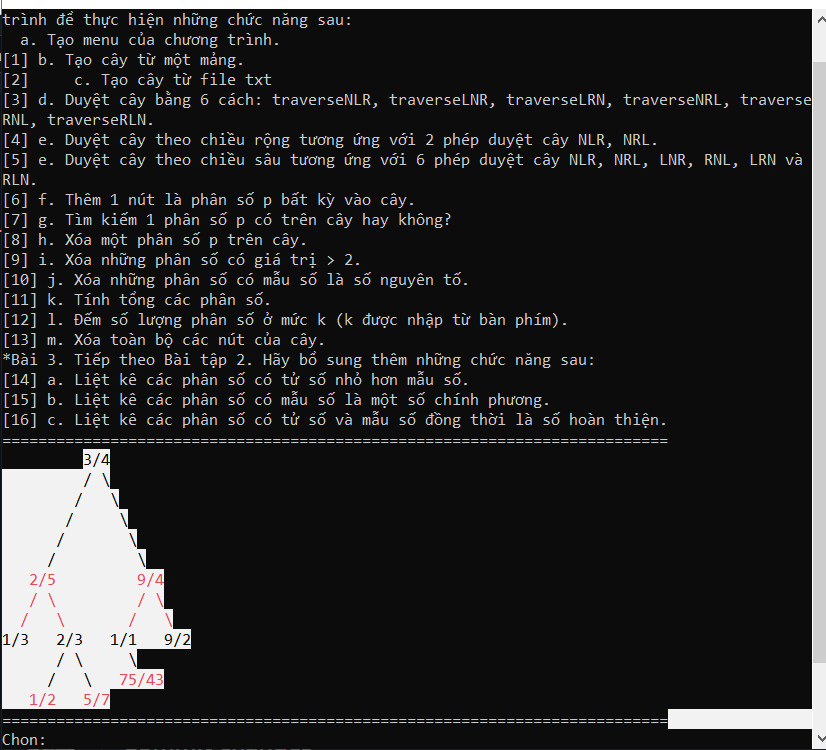 trình để thực hiện những chức năng sau:
a. Tạo menu của chương trình.
[1] b. Tạo cây từ một mảng.
[2]     c. Tạo cây từ file txt
[3] d. Duyệt cây bằng 6 cách: traverseNLR, traverseLNR, traverseLRN, traverseNRL, traverse
RNL, traverseRLN.
[4] e. Duyệt cây theo chiều rộng tương ứng với 2 phép duyệt cây NLR, NRL.
[5] e. Duyệt cây theo chiều sâu tương ứng với 6 phép duyệt cây NLR, NRL, LNR, RNL, LRN và
RLN.
[6] f. Thêm 1 nút là phân số p bất kỳ vào cây.
[7] g. Tìm kiếm 1 phân số p có trên cây hay không?
[8] h. Xóa một phân số p trên cây.
[9] i. Xóa những phân số có giá trị > 2.
[10] j. Xóa những phân số có mẫu số là số nguyên tố.
[11] k. Tính tổng các phân số.
[12] l. Đếm số lượng phân số ở mức k (k được nhập từ bàn phím).
[13] m. Xóa toàn bộ các nút của cây.
*Bài 3. Tiếp theo Bài tập 2. Hãy bổ sung thêm những chức năng sau:
[14] a. Liệt kê các phân số có tử số nhỏ hơn mẫu số.
[15] b. Liệt kê các phân số có mẫu số là một số chính phương.
[16] c. Liệt kê các phân số có tử số và mẫu số đồng thời là số hoàn thiện.
==========================================================================
3/4
/ \
/   \
/     \
/       \
/         \
2/5         9/4
/ \         / \
/   \       /   \
1/3   2/3   1/1   9/2
/ \     \
/   \   75/43
1/2   5/7
==========================================================================
Chon: